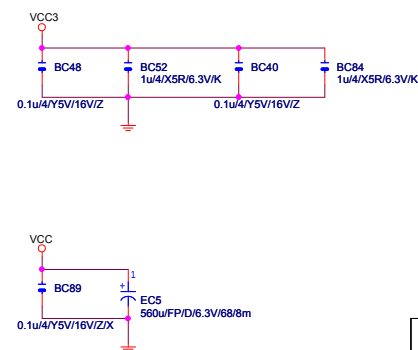 VCC3
BC48
BC52
BC40
BC84
1u/4/X5R/6.3V/K
1u/4/X5R/6.3V/K
0.1u/4/Y5V/16V/Z
0.1u/4/Y5V/16V/Z
VCC
1
+
BC89
EC5
560u/FP/D/6.3V/68/8m
0.1u/4/Y5V/16V/Z/X